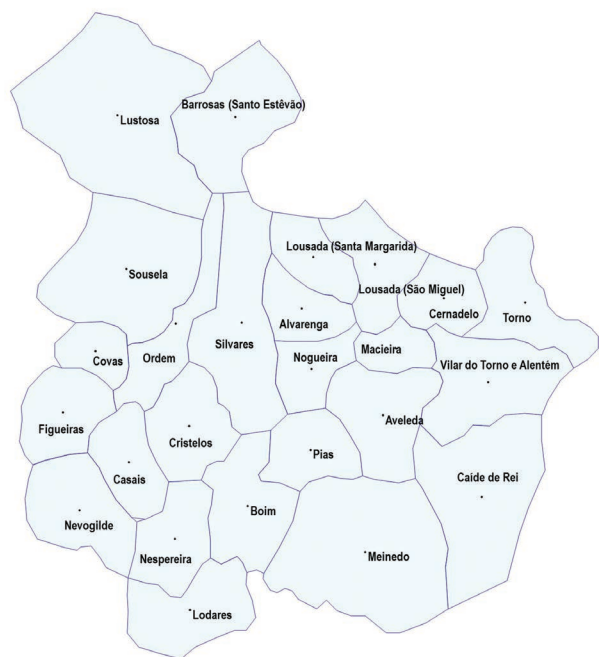 Barrosas (Santo Estêvão)
Lustosa
Lousada (Santa Margarida)
Sousela
Lousada (São Miguel)
Torno
Alvarenga
Cernadelo
Silvares
Macieira
Covas
Ordem
Nogueira
Vilar do Torno e Alentém
Figueiras
Aveleda
Cristelos
Pias
Casais
Caíde de Rei
Boim
Nevogilde
Nespereira
Meinedo
Lodares